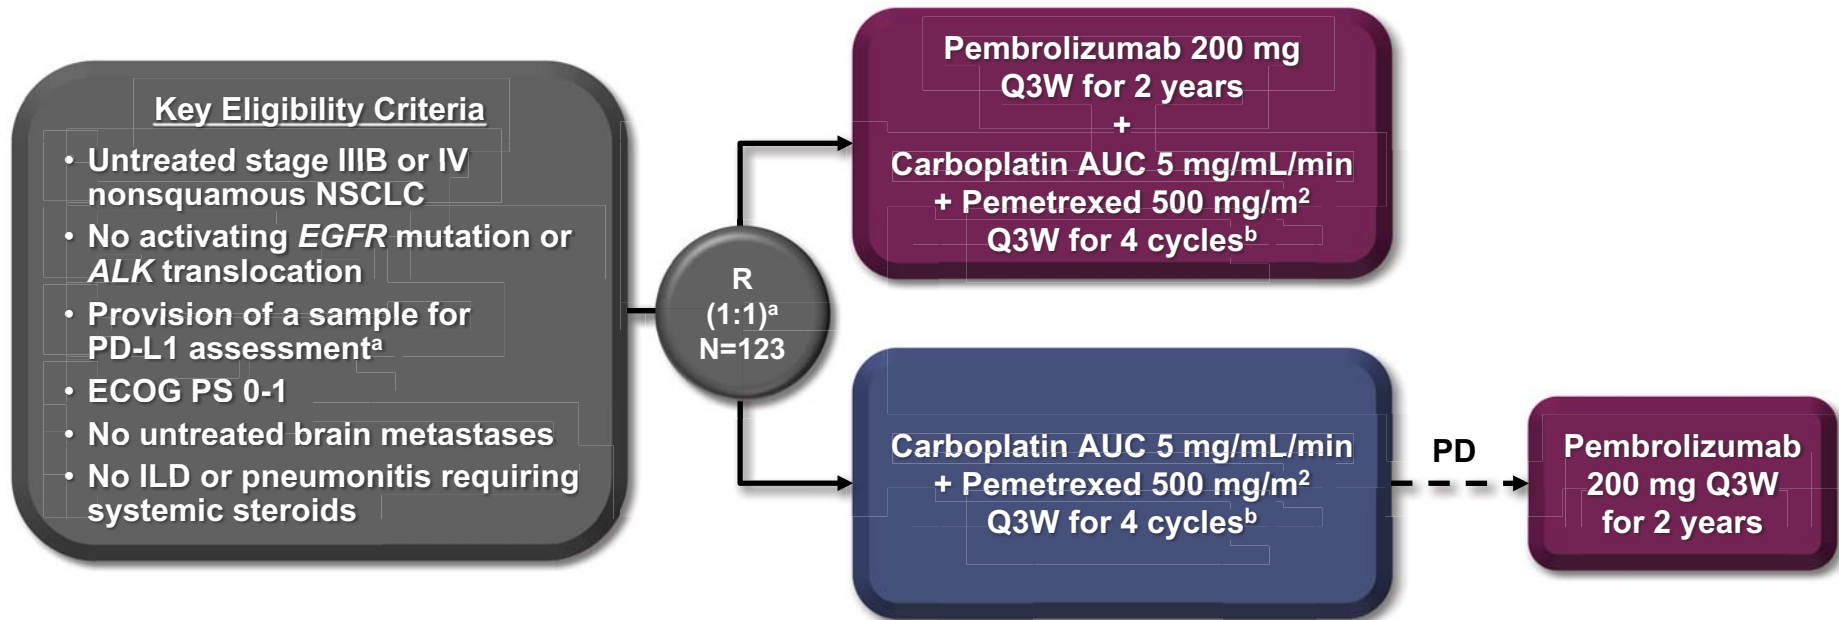 Key Eligibility Criteria
• Untreated stage IIIB or IV
nonsquamous NSCLC
• No activating EGFR mutation or
ALK translocation
• Provision of a sample for
PD-L1 assessmentᵃ
• ECOG PS 0-1
• No untreated brain metastases
• No ILD or pneumonitis requiring
systemic steroids
R
(1:1)ᵃ
N=123
Pembrolizumab 200 mg
Q3W for 2 years
+
Carboplatin AUC 5 mg/mL/min
+ Pemetrexed 500 mg/m²
Q3W for 4 cyclesᵇ
Carboplatin AUC 5 mg/mL/min
+ Pemetrexed 500 mg/m²
Q3W for 4 cyclesᵇ
PD
Pembrolizumab
200 mg Q3W
for 2 years